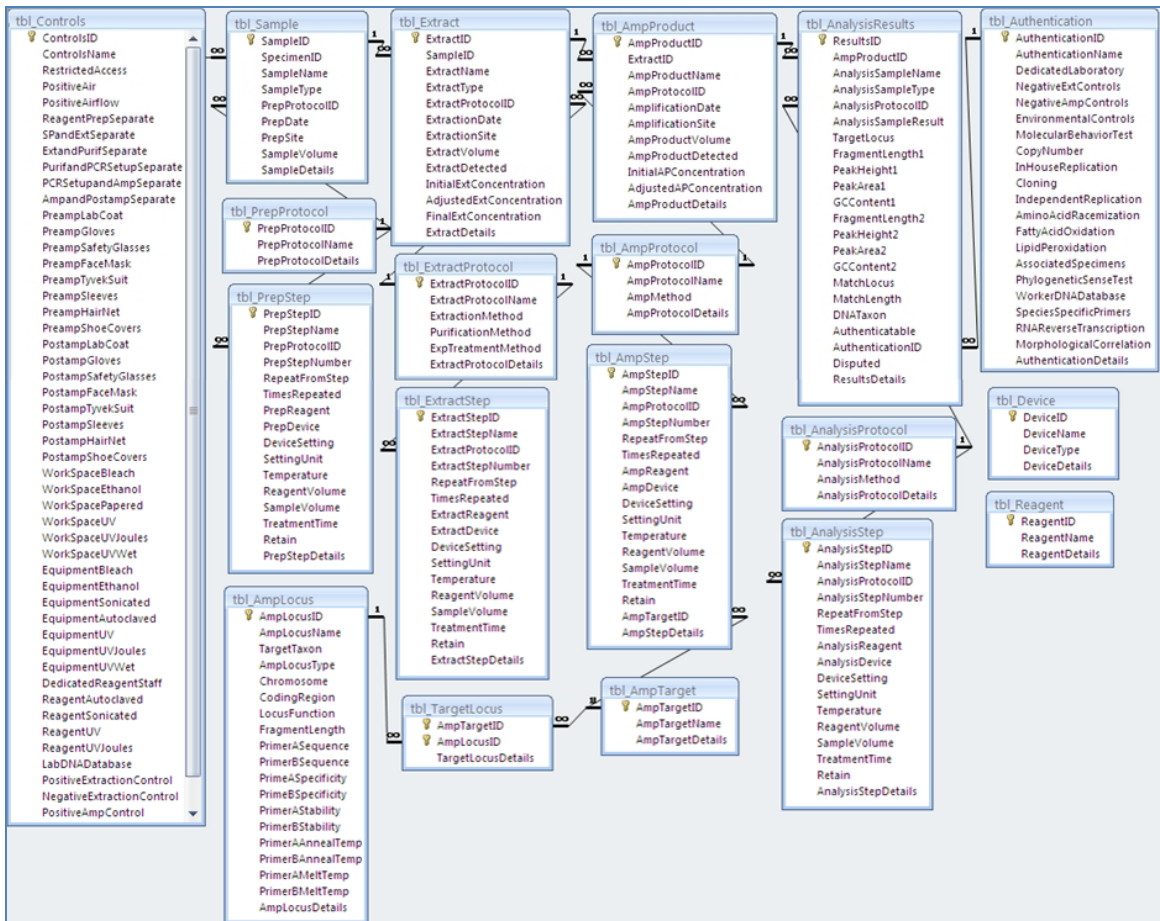 tbl_Controls
ControlsID
ControlsName
RestrictedAccess
PositiveAir
PositiveAirflow
ReagentPrepSeparate
SPandExtSeparate
ExtandPurifSeparate
PurifandPCRSetupSeparate
PCRSetupandAmpSeparate
AmpandPostampSeparate
PreampLabCoat
PreampGloves
PreampSafetyGlasses
PreampFaceMask
PreampTyvekSuit
PreampSleeves
PreampHairNet
PreampShoeCovers
PostampLabCoat
PostampGloves
PostampSafetyGlasses
PostampFaceMask
PostampTyvekSuit
PostampSleeves
PostampHairNet
PostampShoeCovers
WorkSpaceBleach
WorkSpaceEthanol
WorkSpacePapered
WorkSpaceUV
WorkSpaceUVJoules
WorkSpaceUVWet
EquipmentBleach
EquipmentEthanol
EquipmentSonicated
EquipmentAutoclaved
EquipmentUV
EquipmentUVJoules
EquipmentUVWet
DedicatedReagentStaff
ReagentAutoclaved
ReagentSonicated
ReagentUV
ReagentUVJoules
LabDNADatabase
PositiveExtractionControl
NegativeExtractionControl
PositiveAmpControl
tbl_Sample
SampleID
SpecimenID
SampleName
SampleType
PrepProtocolID
PrepDate
PrepSite
SampleVolume
SampleDetails
tbl_PrepProtocol
PrepProtocolID
PrepProtocolName
PrepProtocolDetails
tbl_PrepStep
PrepStepID
PrepStepName
PrepProtocolID
PrepStepNumber
RepeatFromStep
TimesRepeated
PrepReagent
PrepDevice
DeviceSetting
SettingUnit
Temperature
ReagentVolume
SampleVolume
TreatmentTime
Retain
PrepStepDetails
tbl_AmpLocus
AmpLocusID
AmpLocusName
TargetTaxon
AmpLocusType
Chromosome
CodingRegion
LocusFunction
FragmentLength
PrimerASequence
PrimerBSequence
PrimeASpecificity
PrimeBSpecificity
PrimerAStability
PrimerBStability
PrimerAAnnealTemp
PrimerBAnnealTemp
PrimerAMeltTemp
PrimerBMeltTemp
AmpLocusDetails
tbl_Extract
ExtractID
SampleID
ExtractName
ExtractType
ExtractProtocolID
ExtractionDate
ExtractionSite
ExtractVolume
ExtractDetected
InitialExtConcentration
AdjustedExtConcentration
FinalExtConcentration
ExtractDetails
tbl_ExtractProtocol
ExtractProtocolID
ExtractProtocolName
ExtractionMethod
PurificationMethod
ExpTreatmentMethod
ExtractProtocolDetails
tbl_ExtractStep
ExtractStepID
ExtractStepName
ExtractProtocolID
ExtractStepNumber
RepeatFromStep
TimesRepeated
ExtractReagent
ExtractDevice
DeviceSetting
SettingUnit
Temperature
ReagentVolume
SampleVolume
TreatmentTime
Retain
ExtractStepDetails
tbl_TargetLocus
AmpTargetID
AmpLocusID
TargetLocusDetails
tbl_AmpProduct
AmpProductID
ExtractID
AmpProductName
AmpProtocolID
AmplificationDate
AmplificationSite
AmpProductVolume
AmpProductDetected
InitialAPConcentration
AdjustedAPConcentration
AmpProductDetails
tbl_AmpProtocol
AmpProtocolID
AmpProtocolName
AmpMethod
AmpProtocolDetails
tbl_AmpStep
AmpStepID
AmpStepName
AmpProtocolID
AmpStepNumber
RepeatFromStep
TimesRepeated
AmpReagent
AmpDevice
DeviceSetting
SettingUnit
Temperature
ReagentVolume
SampleVolume
TreatmentTime
Retain
AmpTargetID
AmpStepDetails
tbl_AmpTarget
AmpTargetID
AmpTargetName
AmpTargetDetails
tbl_AnalysisResults
ResultsID
AmpProductID
AnalysisSampleName
AnalysisSampleType
AnalysisProtocolID
AnalysisSampleResult
TargetLocus
FragmentLength1
PeakHeight1
PeakArea1
GCContent1
FragmentLength2
PeakHeight2
PeakArea2
GCContent2
MatchLocus
MatchLength
DNATaxon
Authenticatable
AuthenticationID
Disputed
ResultsDetails
tbl_AnalysisProtocol
AnalysisProtocolID
AnalysisProtocolName
AnalysisMethod
AnalysisProtocolDetails
tbl_AnalysisStep
AnalysisStepID
AnalysisStepName
AnalysisProtocolID
AnalysisStepNumber
RepeatFromStep
TimesRepeated
AnalysisReagent
AnalysisDevice
DeviceSetting
SettingUnit
Temperature
ReagentVolume
SampleVolume
TreatmentTime
Retain
AnalysisStepDetails
tbl_Authentication
AuthenticationID
AuthenticationName
DedicatedLaboratory
NegativeExtControls
NegativeAmpControls
EnvironmentalControls
MolecularBehaviorTest
CopyNumber
InHouseReplication
Cloning
IndependentReplication
AminoAcidRacemization
FattyAcidOxidation
LipidPeroxidation
AssociatedSpecimens
PhylogeneticSenseTest
WorkerDNADatabase
SpeciesSpecificPrimers
RNAReverseTranscription
MorphologicalCorrelation
AuthenticationDetails
tbl_Device
DeviceID
DeviceName
DeviceType
DeviceDetails
tbl_Reagent
ReagentID
ReagentName
ReagentDetails